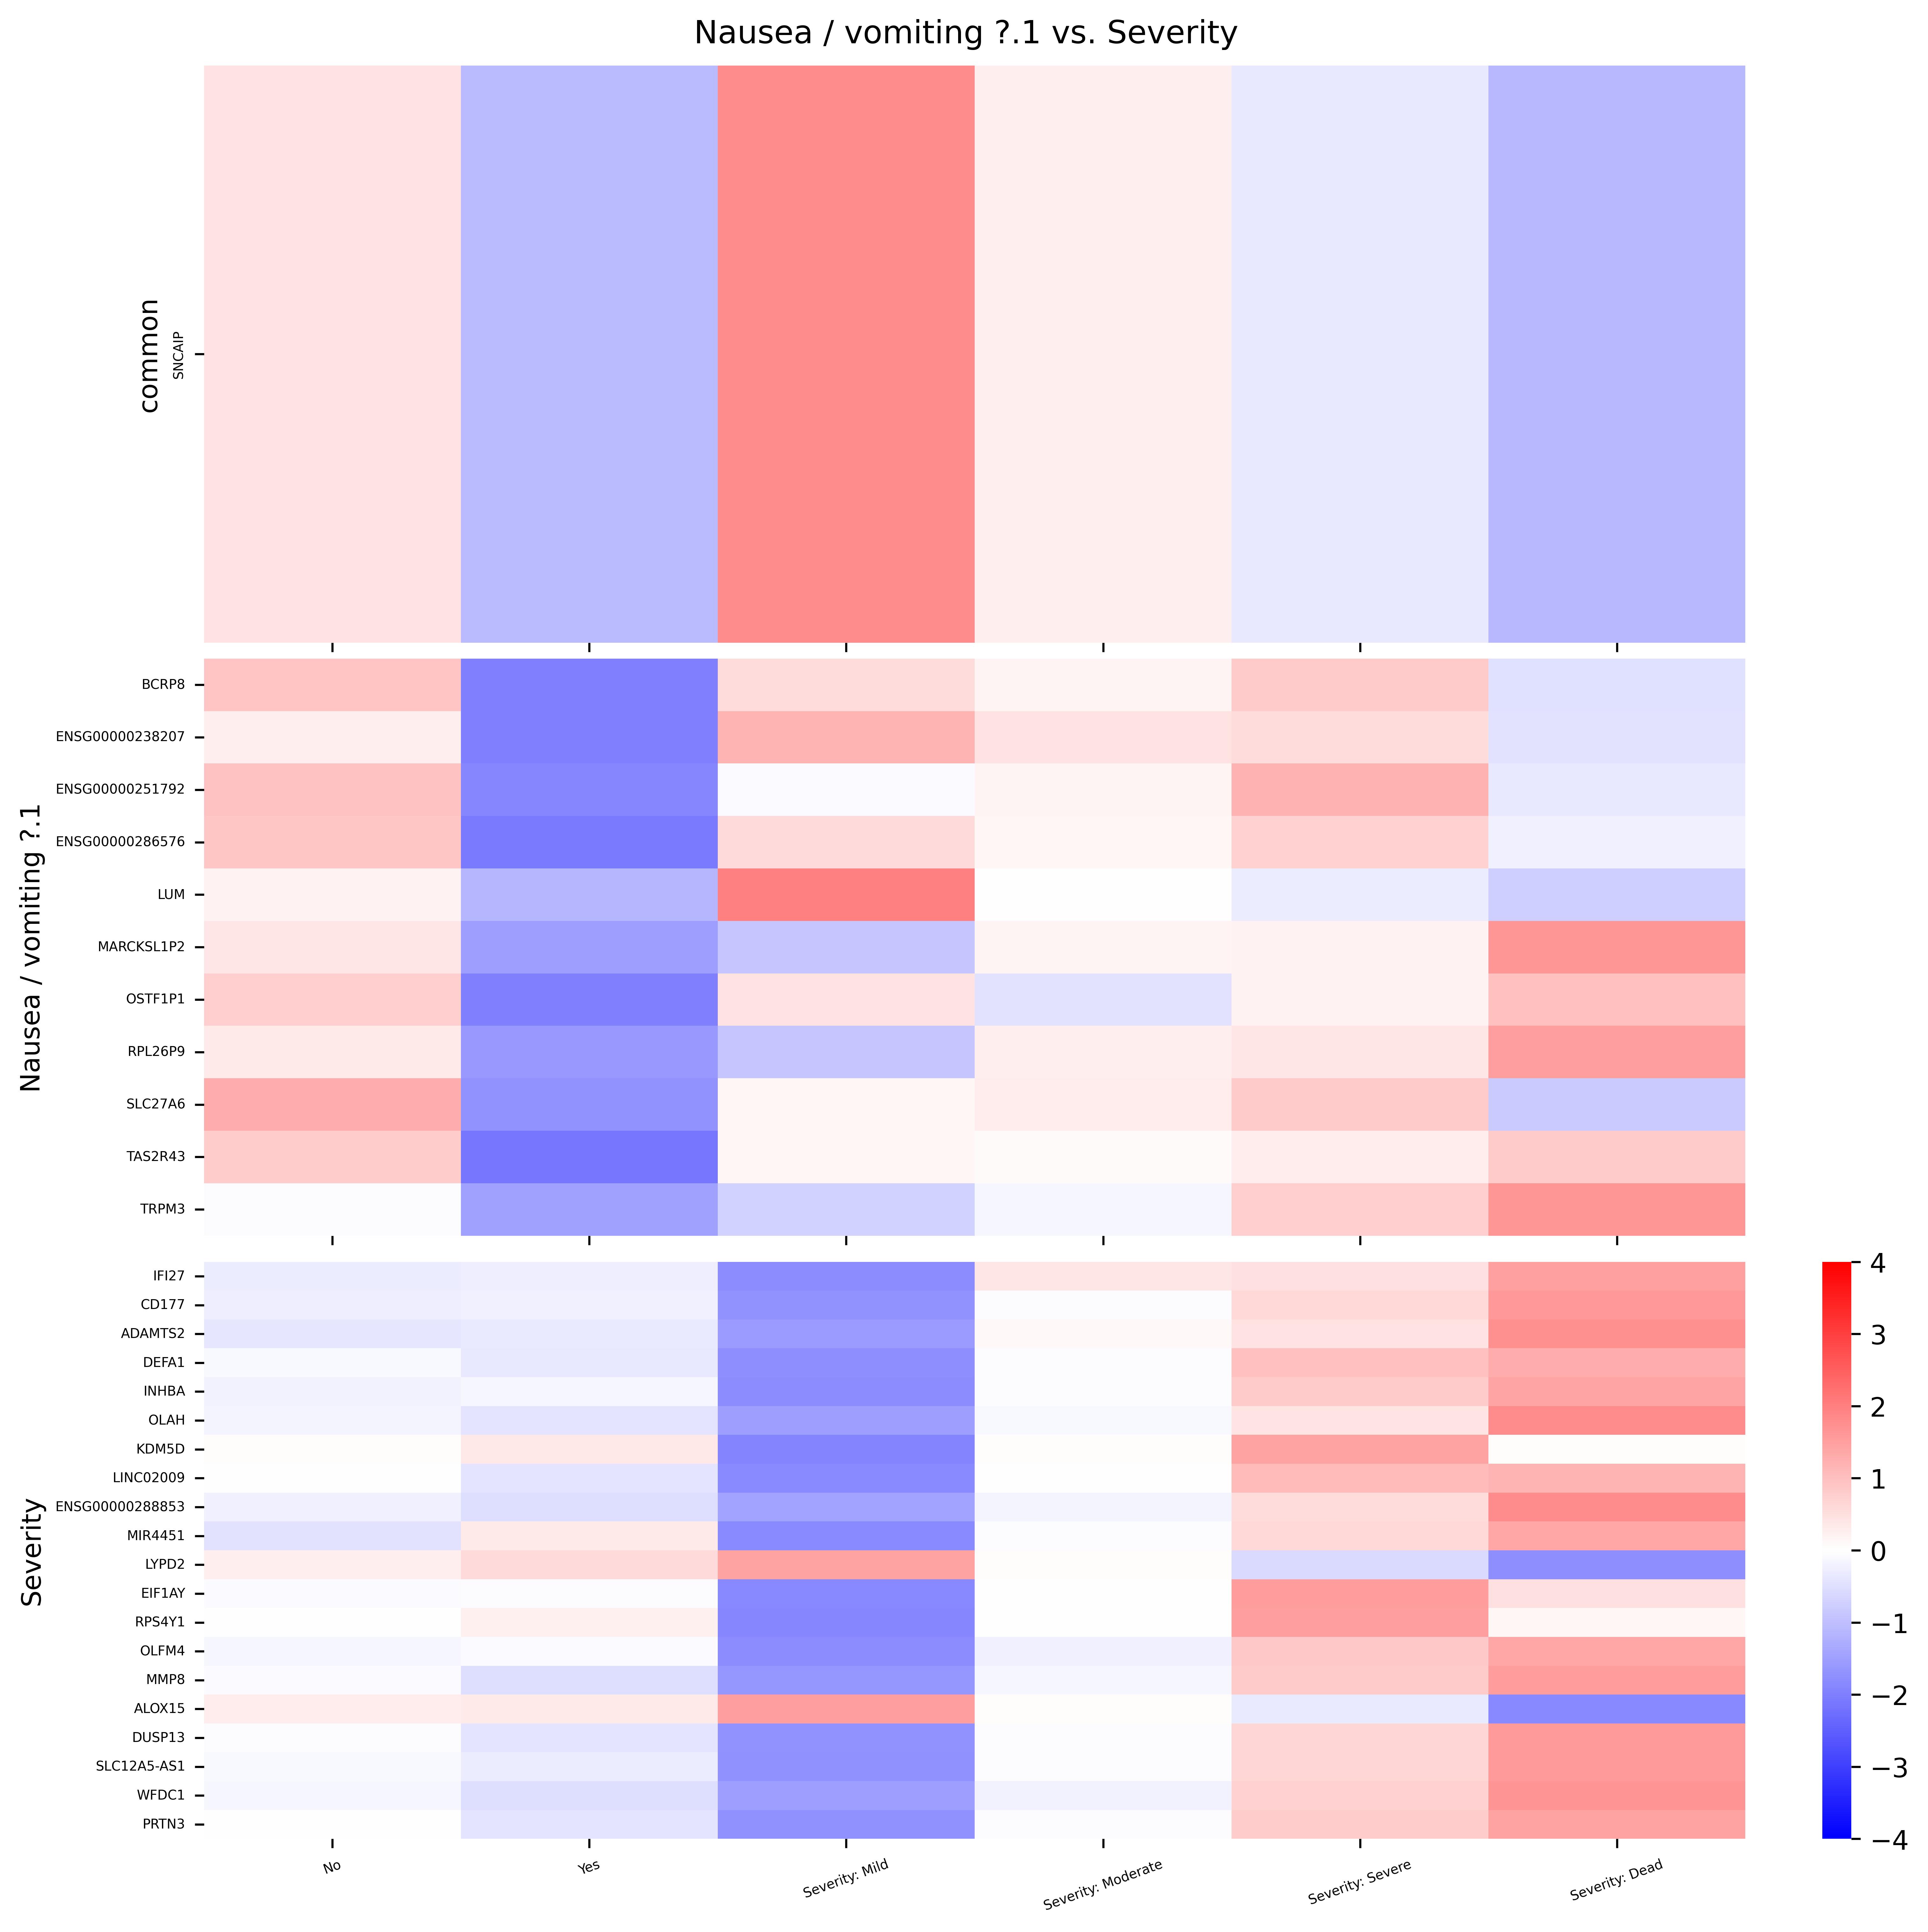 Nausea / vomiting ?.1 vs. Severity
common
SNCAIP
Nausea / vomiting ?.1
BCRP8
ENSG00000238207
ENSG00000251792
ENSG00000286576
LUM
MARCKSL1P2
OSTF1P1
RPL26P9
SLC27A6
TAS2R43
TRPM3
Severity
IFI27
CD177
ADAMTS2
DEFA1
INHBA
OLAH
KDM5D
LINC02009
ENSG00000288853
MIR4451
LYPD2
EIF1AY
RPS4Y1
OLFM4
MMP8
ALOX15
DUSP13
SLC12A5-AS1
WFDC1
PRTN3
No
Yes
Severity: Mild
Severity: Moderate
Severity: Severe
Severity: Dead
4
3
2
1
0
−1
−2
−3
−4